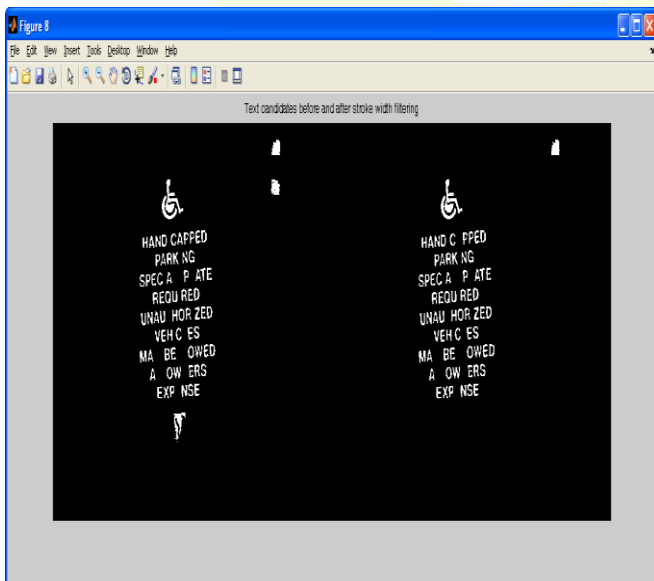 Figure 8
File Edit View Insert Tools Desktop Window Help
Text candidates before and after stroke width filtering
HAND CAPPED
PARK NG
SPEC A P ATE
REQU RED
UNAU HOR ZED
VEH C ES
MA BE OWED
A OW ERS
EXP NSE
HAND C PPED
PARK NG
SPEC A P ATE
REQU RED
UNAU HOR ZED
VEH C ES
MA BE OWED
A OW ERS
EXP NSE